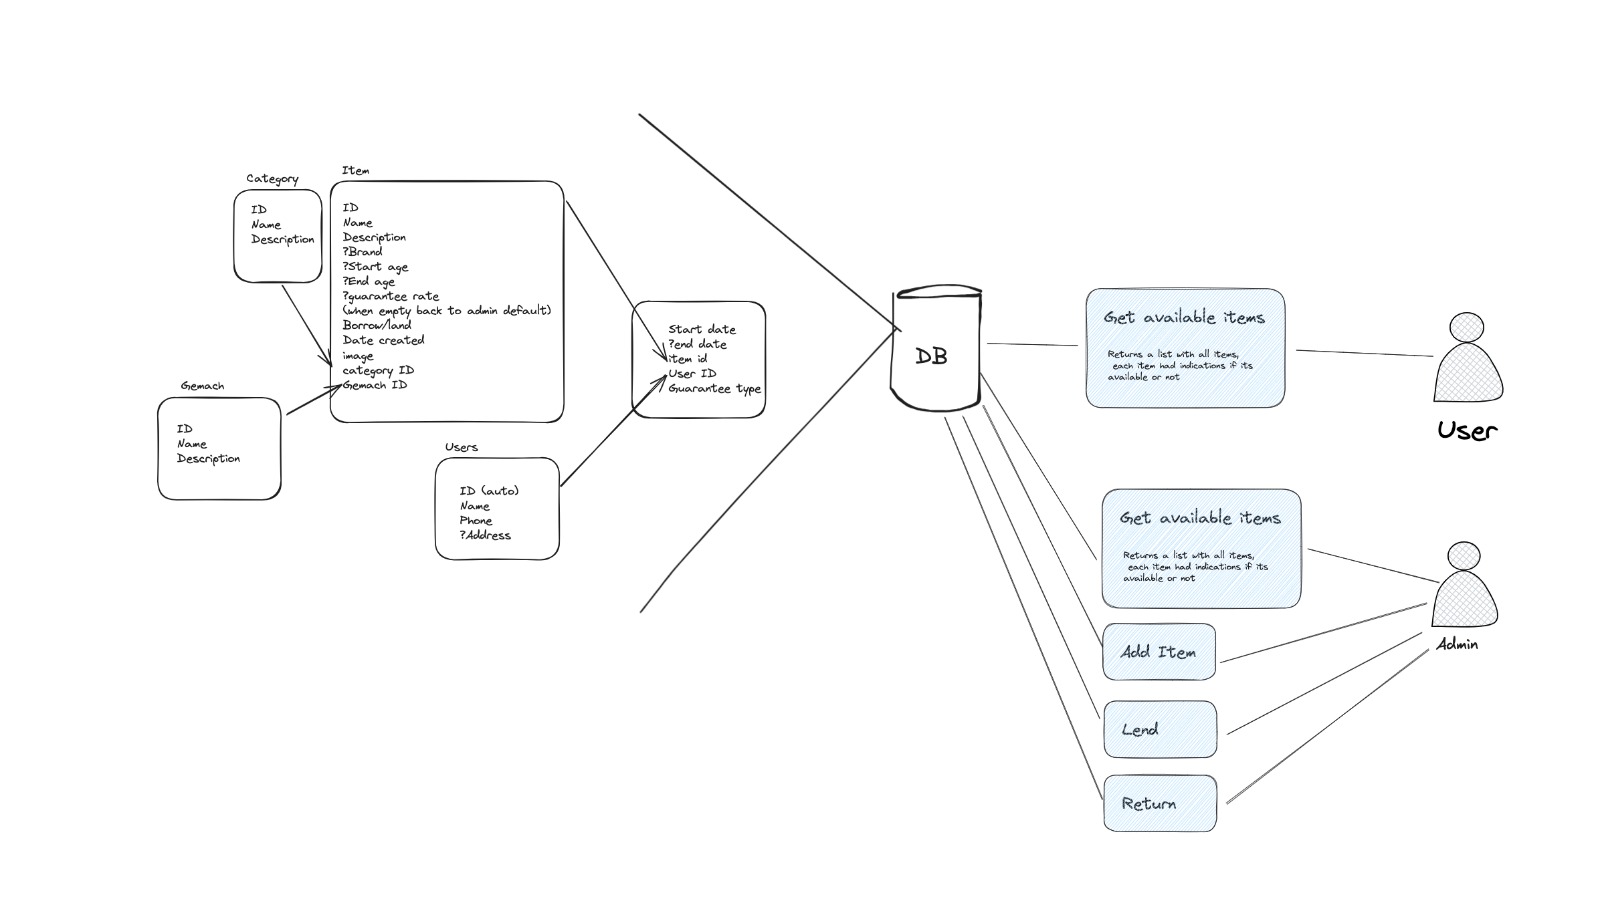 Category
ID
Name
Description
Item
ID
Name
Description
?Brand
?Start age
?End age
?guarantee rate
(when empty back to admin default)
Borrow/land
Date created
image
category ID
Gemach ID
Gemach
ID
Name
Description
Users
ID (auto)
Name
Phone
?Address
Start date
?end date
item id
User ID
Guarantee type
DB
Get available items
Returns a list with all items,
each item had indications if its
available or not
User
Get available items
Returns a list with all items,
each item had indications if its
available or not
Add Item
Lend
Return
Admin